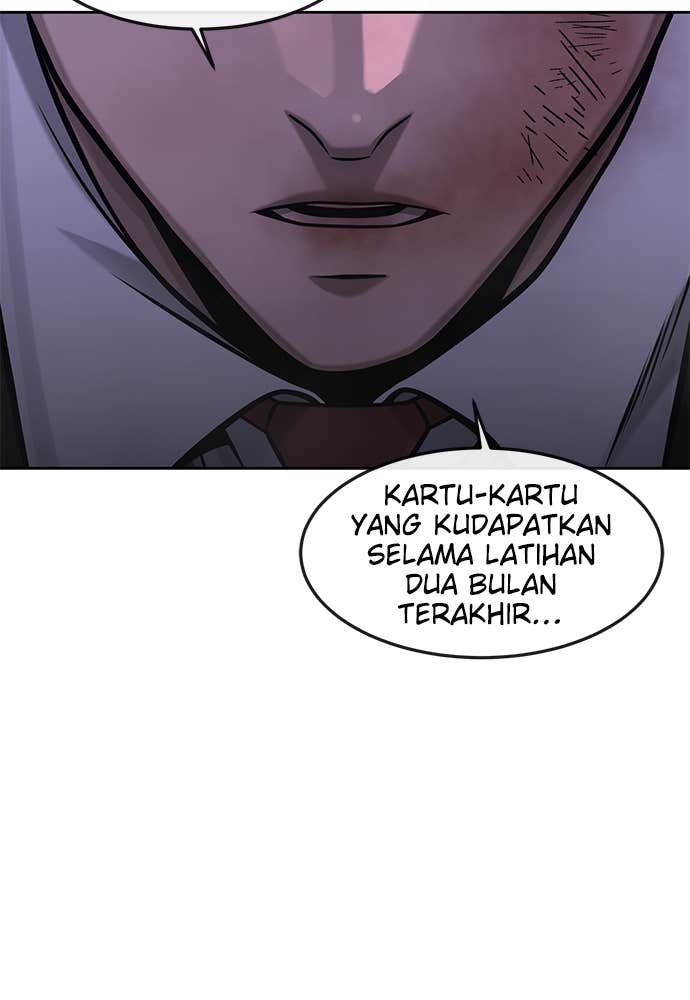 KARTU-KARTU
YANG KUDAPATKAN
SELAMA LATIHAN
DUA BULAN
TERAKHIR...